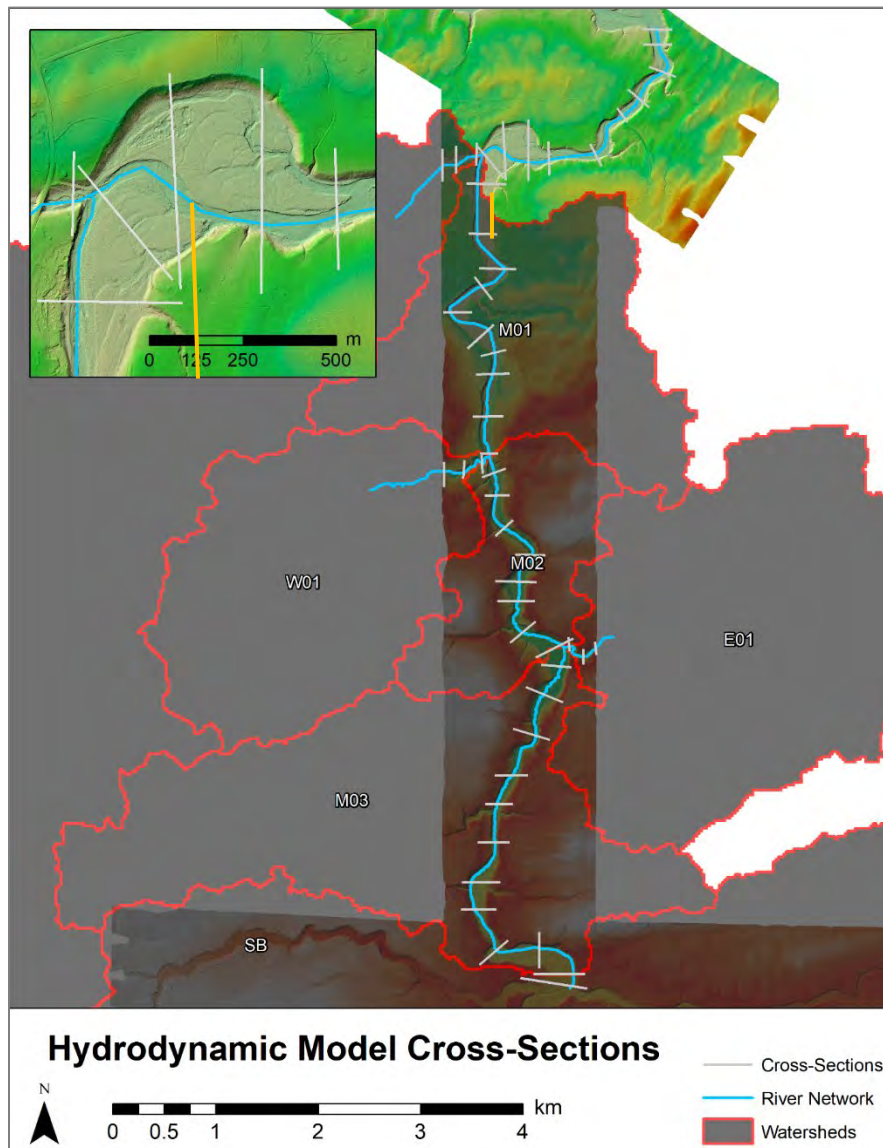 m
0 125 250 500
M01
M02
W01
E01
M03
SB
Hydrodynamic Model Cross-Sections
Cross-Sections
River Network
Watersheds
N
km
0 0.5 1 2 3 4